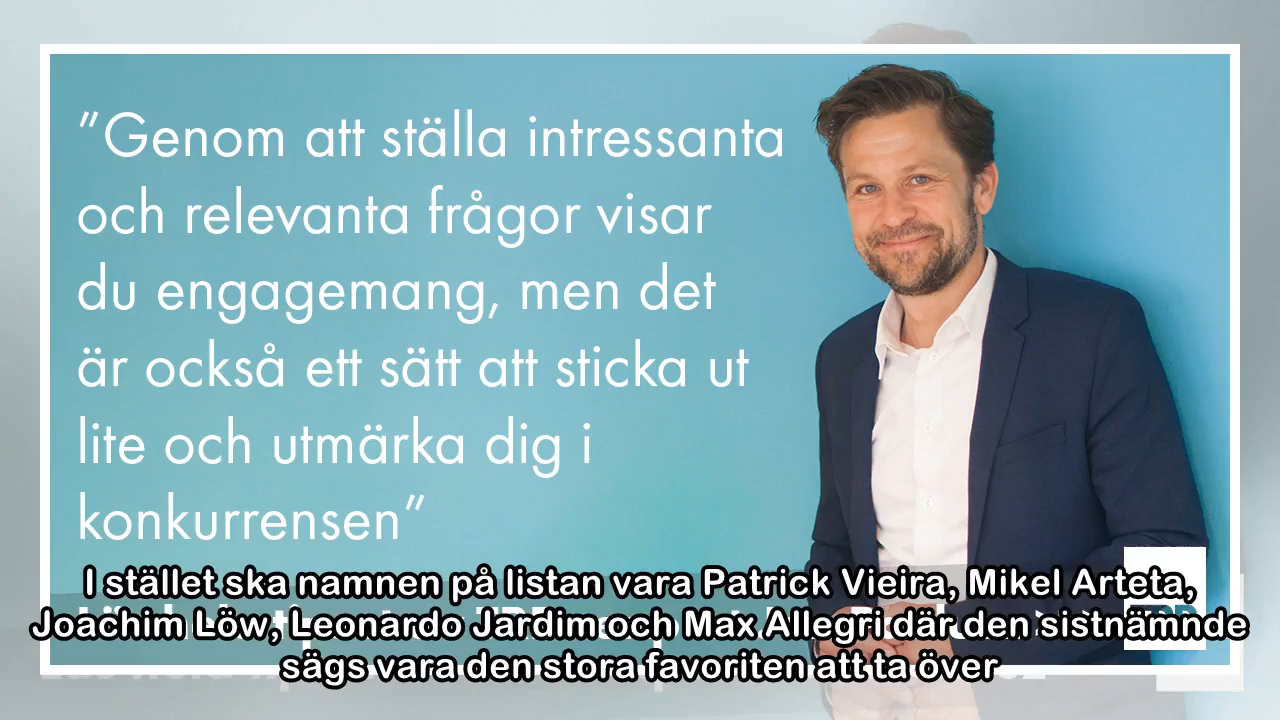 ”Genom att ställa intressanta
och relevanta frågor visar
du engagemang, men det
är också ett sätt att sticka ut
lite och utmärka dig i
konkurrensen”
I stället ska namnen på listan vara Patrick Vieira, Mikel Arteta,
Joachim Löw, Leonardo Jardim och Max Allegri där den sistnämnde
sägs vara den stora favoriten att ta över